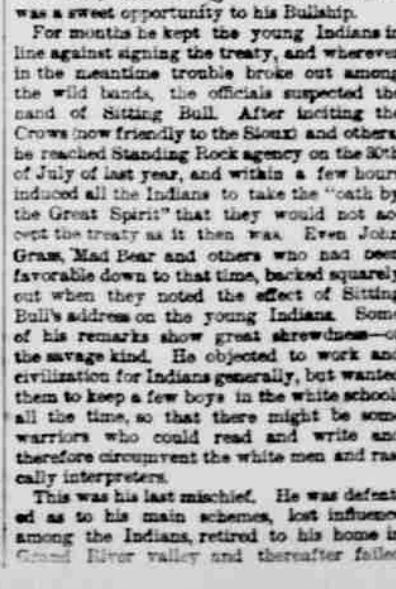 was a sweet opportunity to his Bullship.
For months he kept the young Indians in
line against signing the treaty, and wherever
in the meantime trouble broke out among
the wild bands, the officials suspected the
hand of Sitting Bull. After inciting the
Crows (now friendly to the Sioux) and others
he reached Standing Rock agency on the 30th
of July of last year, and within a few hours
induced all the Indians to take the "oath by
the Great Spirit" that they would not ac-
cept the treaty as it then was. Even John
Grass, Mad Bear and others who had been
favorable down to that time, backed squarely
out when they noted the effect of Sitting
Bull's address on the young Indians. Some
of his remarks show great shrewdness—of
the savage kind. He objected to work and
civilization for Indians generally, but wanted
them to keep a few boys in the white school
all the time, so that there might be some
warriors who could read and write and
therefore circumvent the white men and ras-
cally interpreters.
This was his last mischief. He was defeat-
ed as to his main schemes, lost influence
among the Indians, retired to his home in
Grand River valley and thereafter failed